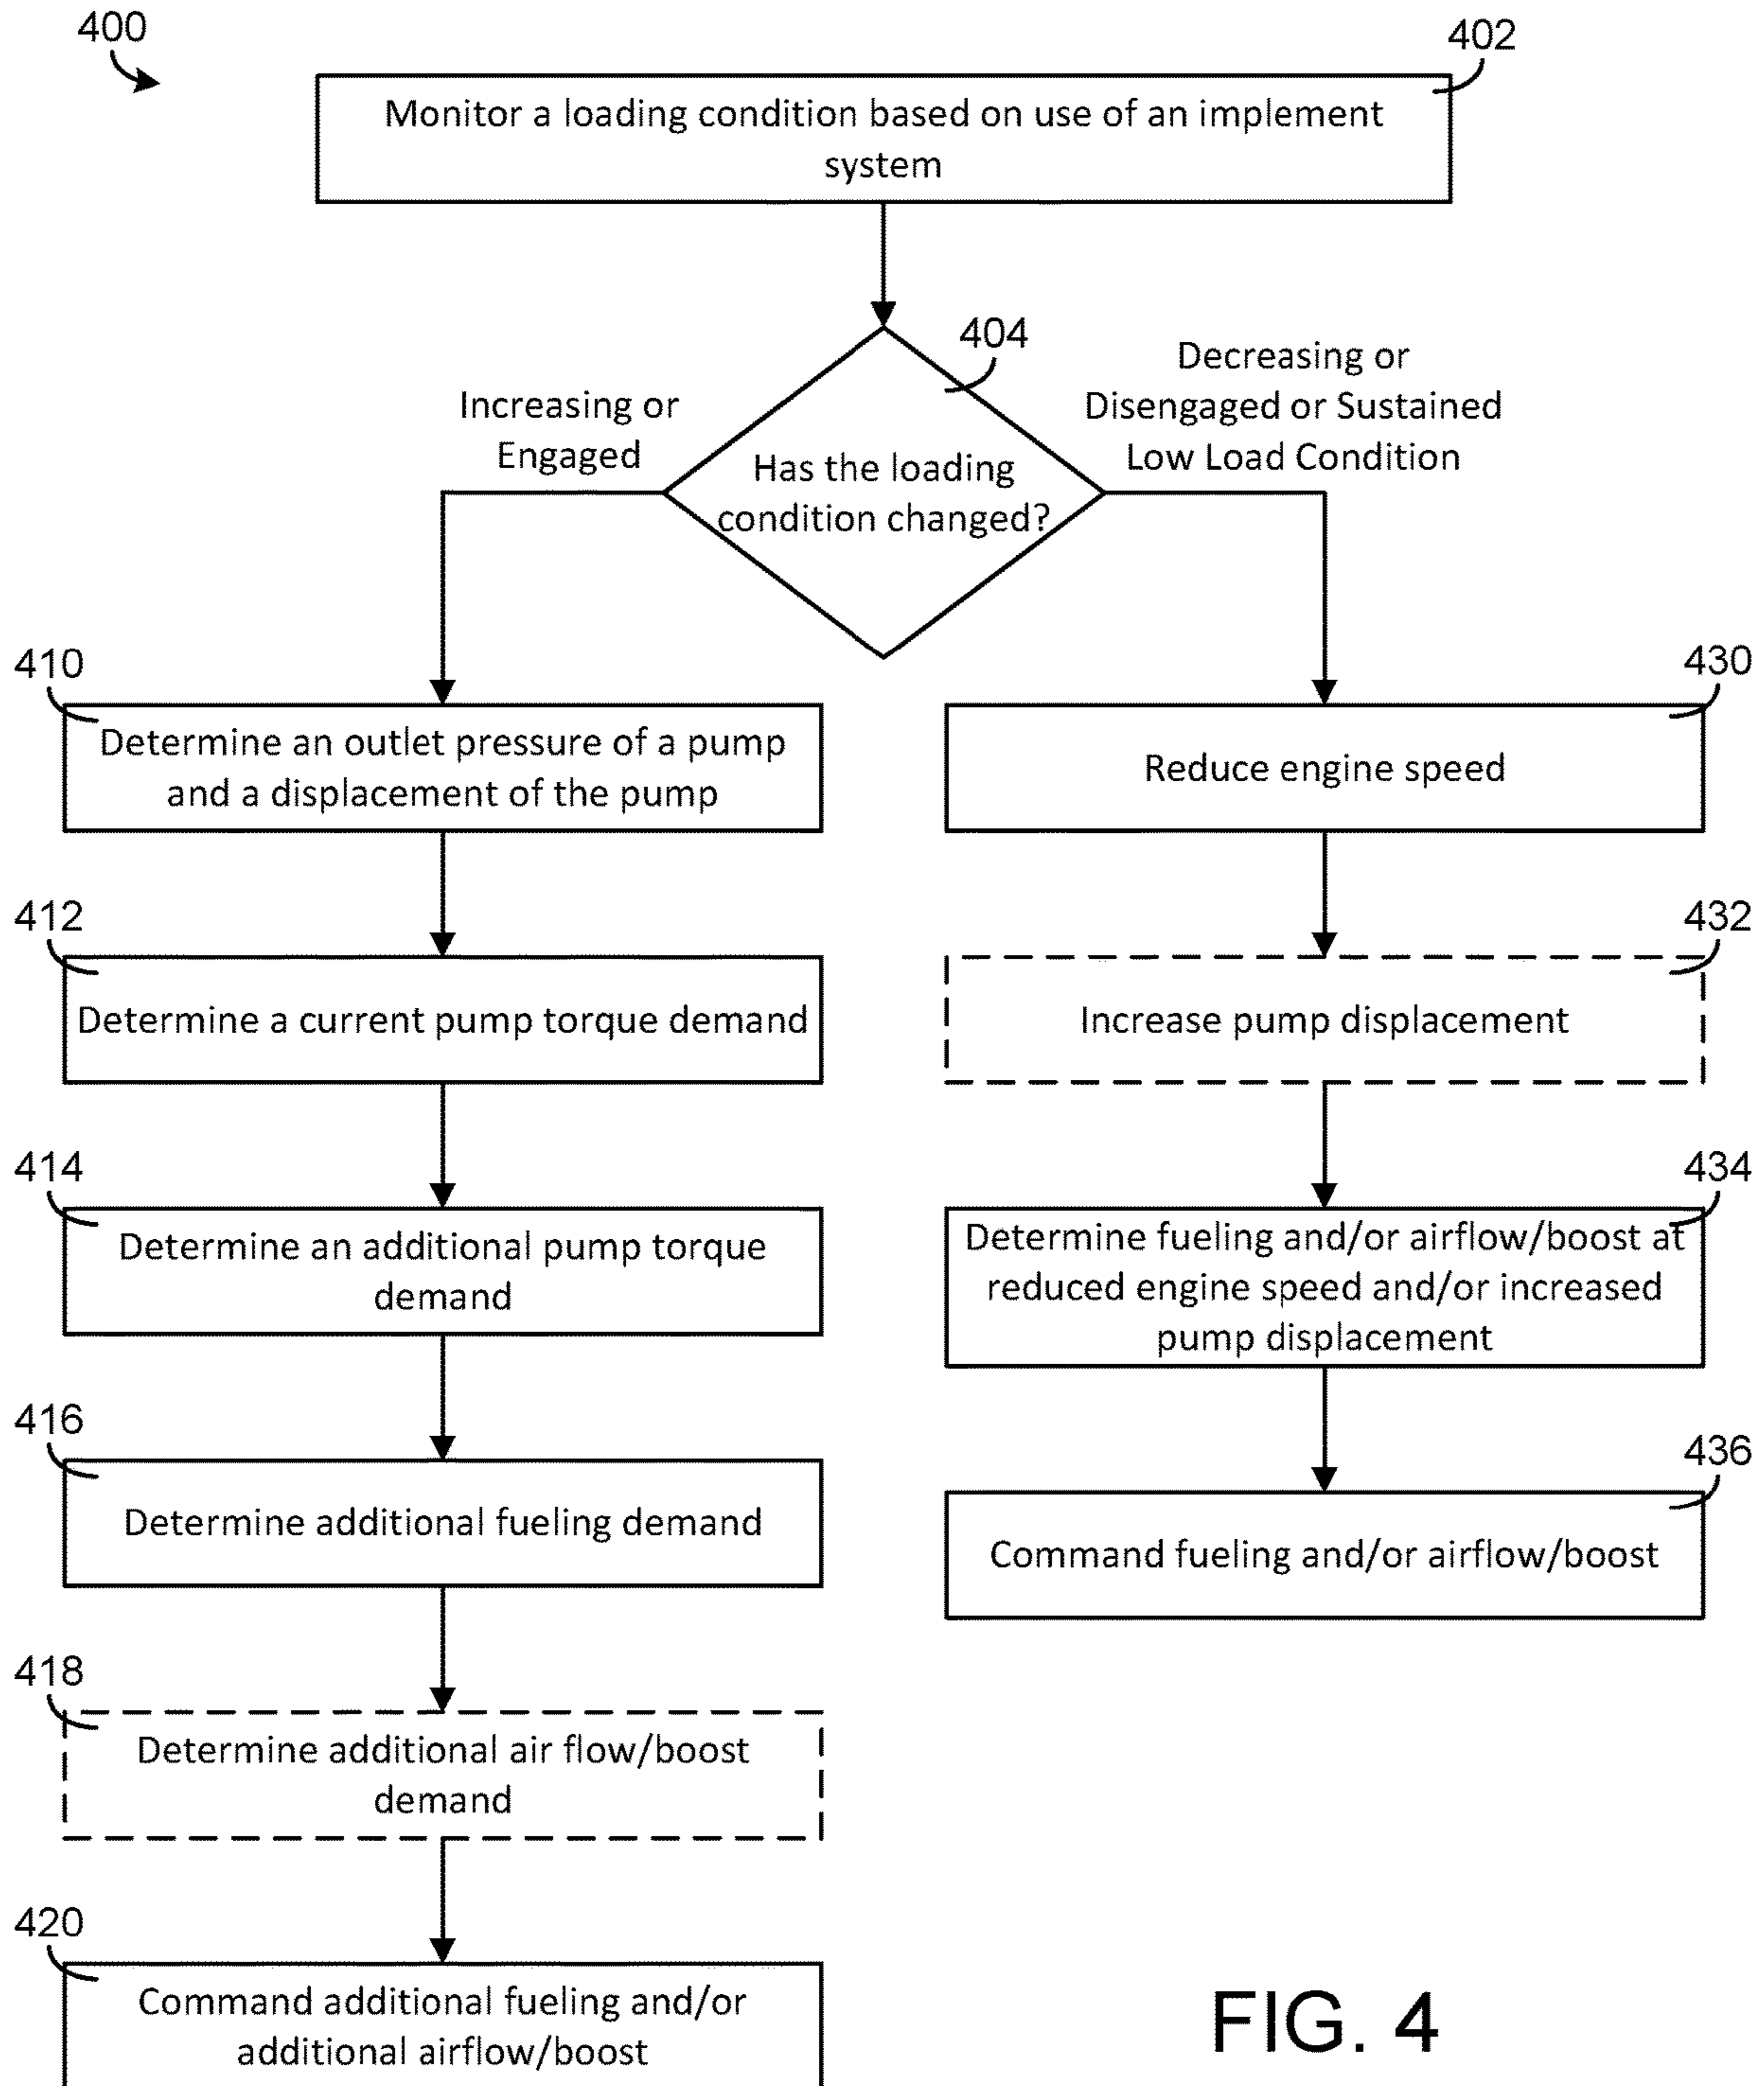 400
402
Monitor a loading condition based on use of an implement
system
404
Increasing or
Engaged
Decreasing or
Disengaged or Sustained
Low Load Condition
Has the loading
condition changed?
410
Determine an outlet pressure of a pump
and a displacement of the pump
412
Determine a current pump torque demand
414
Determine an additional pump torque
demand
416
Determine additional fueling demand
418
Determine additional air flow/boost
demand
420
Command additional fueling and/or
additional airflow/boost
430
Reduce engine speed
432
Increase pump displacement
434
Determine fueling and/or airflow/boost at
reduced engine speed and/or increased
pump displacement
436
Command fueling and/or airflow/boost
FIG. 4